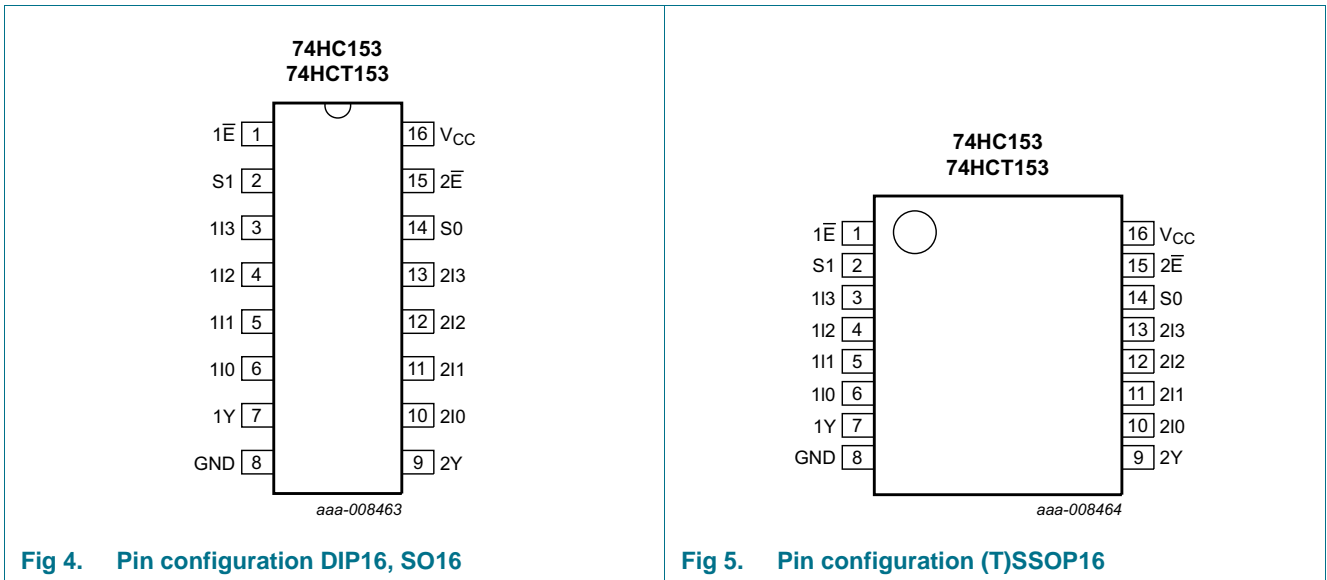 74HC153
74HCT153
1E̅ 1 16 VCC
S1 2 15 2E̅
1I3 3 14 S0
1I2 4 13 2I3
1I1 5 12 2I2
1I0 6 11 2I1
1Y 7 10 2I0
GND 8 9 2Y
aaa-008463
Fig 4. Pin configuration DIP16, SO16
74HC153
74HCT153
1E̅ 1 16 VCC
S1 2 15 2E̅
1I3 3 14 S0
1I2 4 13 2I3
1I1 5 12 2I2
1I0 6 11 2I1
1Y 7 10 2I0
GND 8 9 2Y
aaa-008464
Fig 5. Pin configuration (T)SSOP16